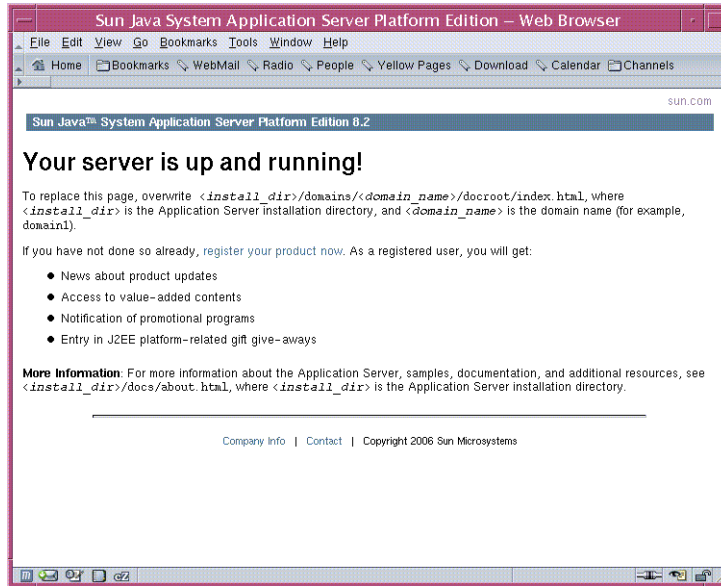 Sun Java System Application Server Platform Edition – Web Browser
File Edit View Go Bookmarks Tools Window Help
Home Bookmarks WebMail Radio People Yellow Pages Download Calendar Channels
sun.com
Sun Java™ System Application Server Platform Edition 8.2
Your server is up and running!
To replace this page, overwrite <install_dir>/domains/<domain_name>/docroot/index.html, where
<install_dir> is the Application Server installation directory, and <domain_name> is the domain name (for example,
domain1).
If you have not done so already, register your product now. As a registered user, you will get:
● News about product updates
● Access to value-added contents
● Notification of promotional programs
● Entry in J2EE platform-related gift give-aways
More Information: For more information about the Application Server, samples, documentation, and additional resources, see
<install_dir>/docs/about.html, where <install_dir> is the Application Server installation directory.
Company Info | Contact | Copyright 2006 Sun Microsystems